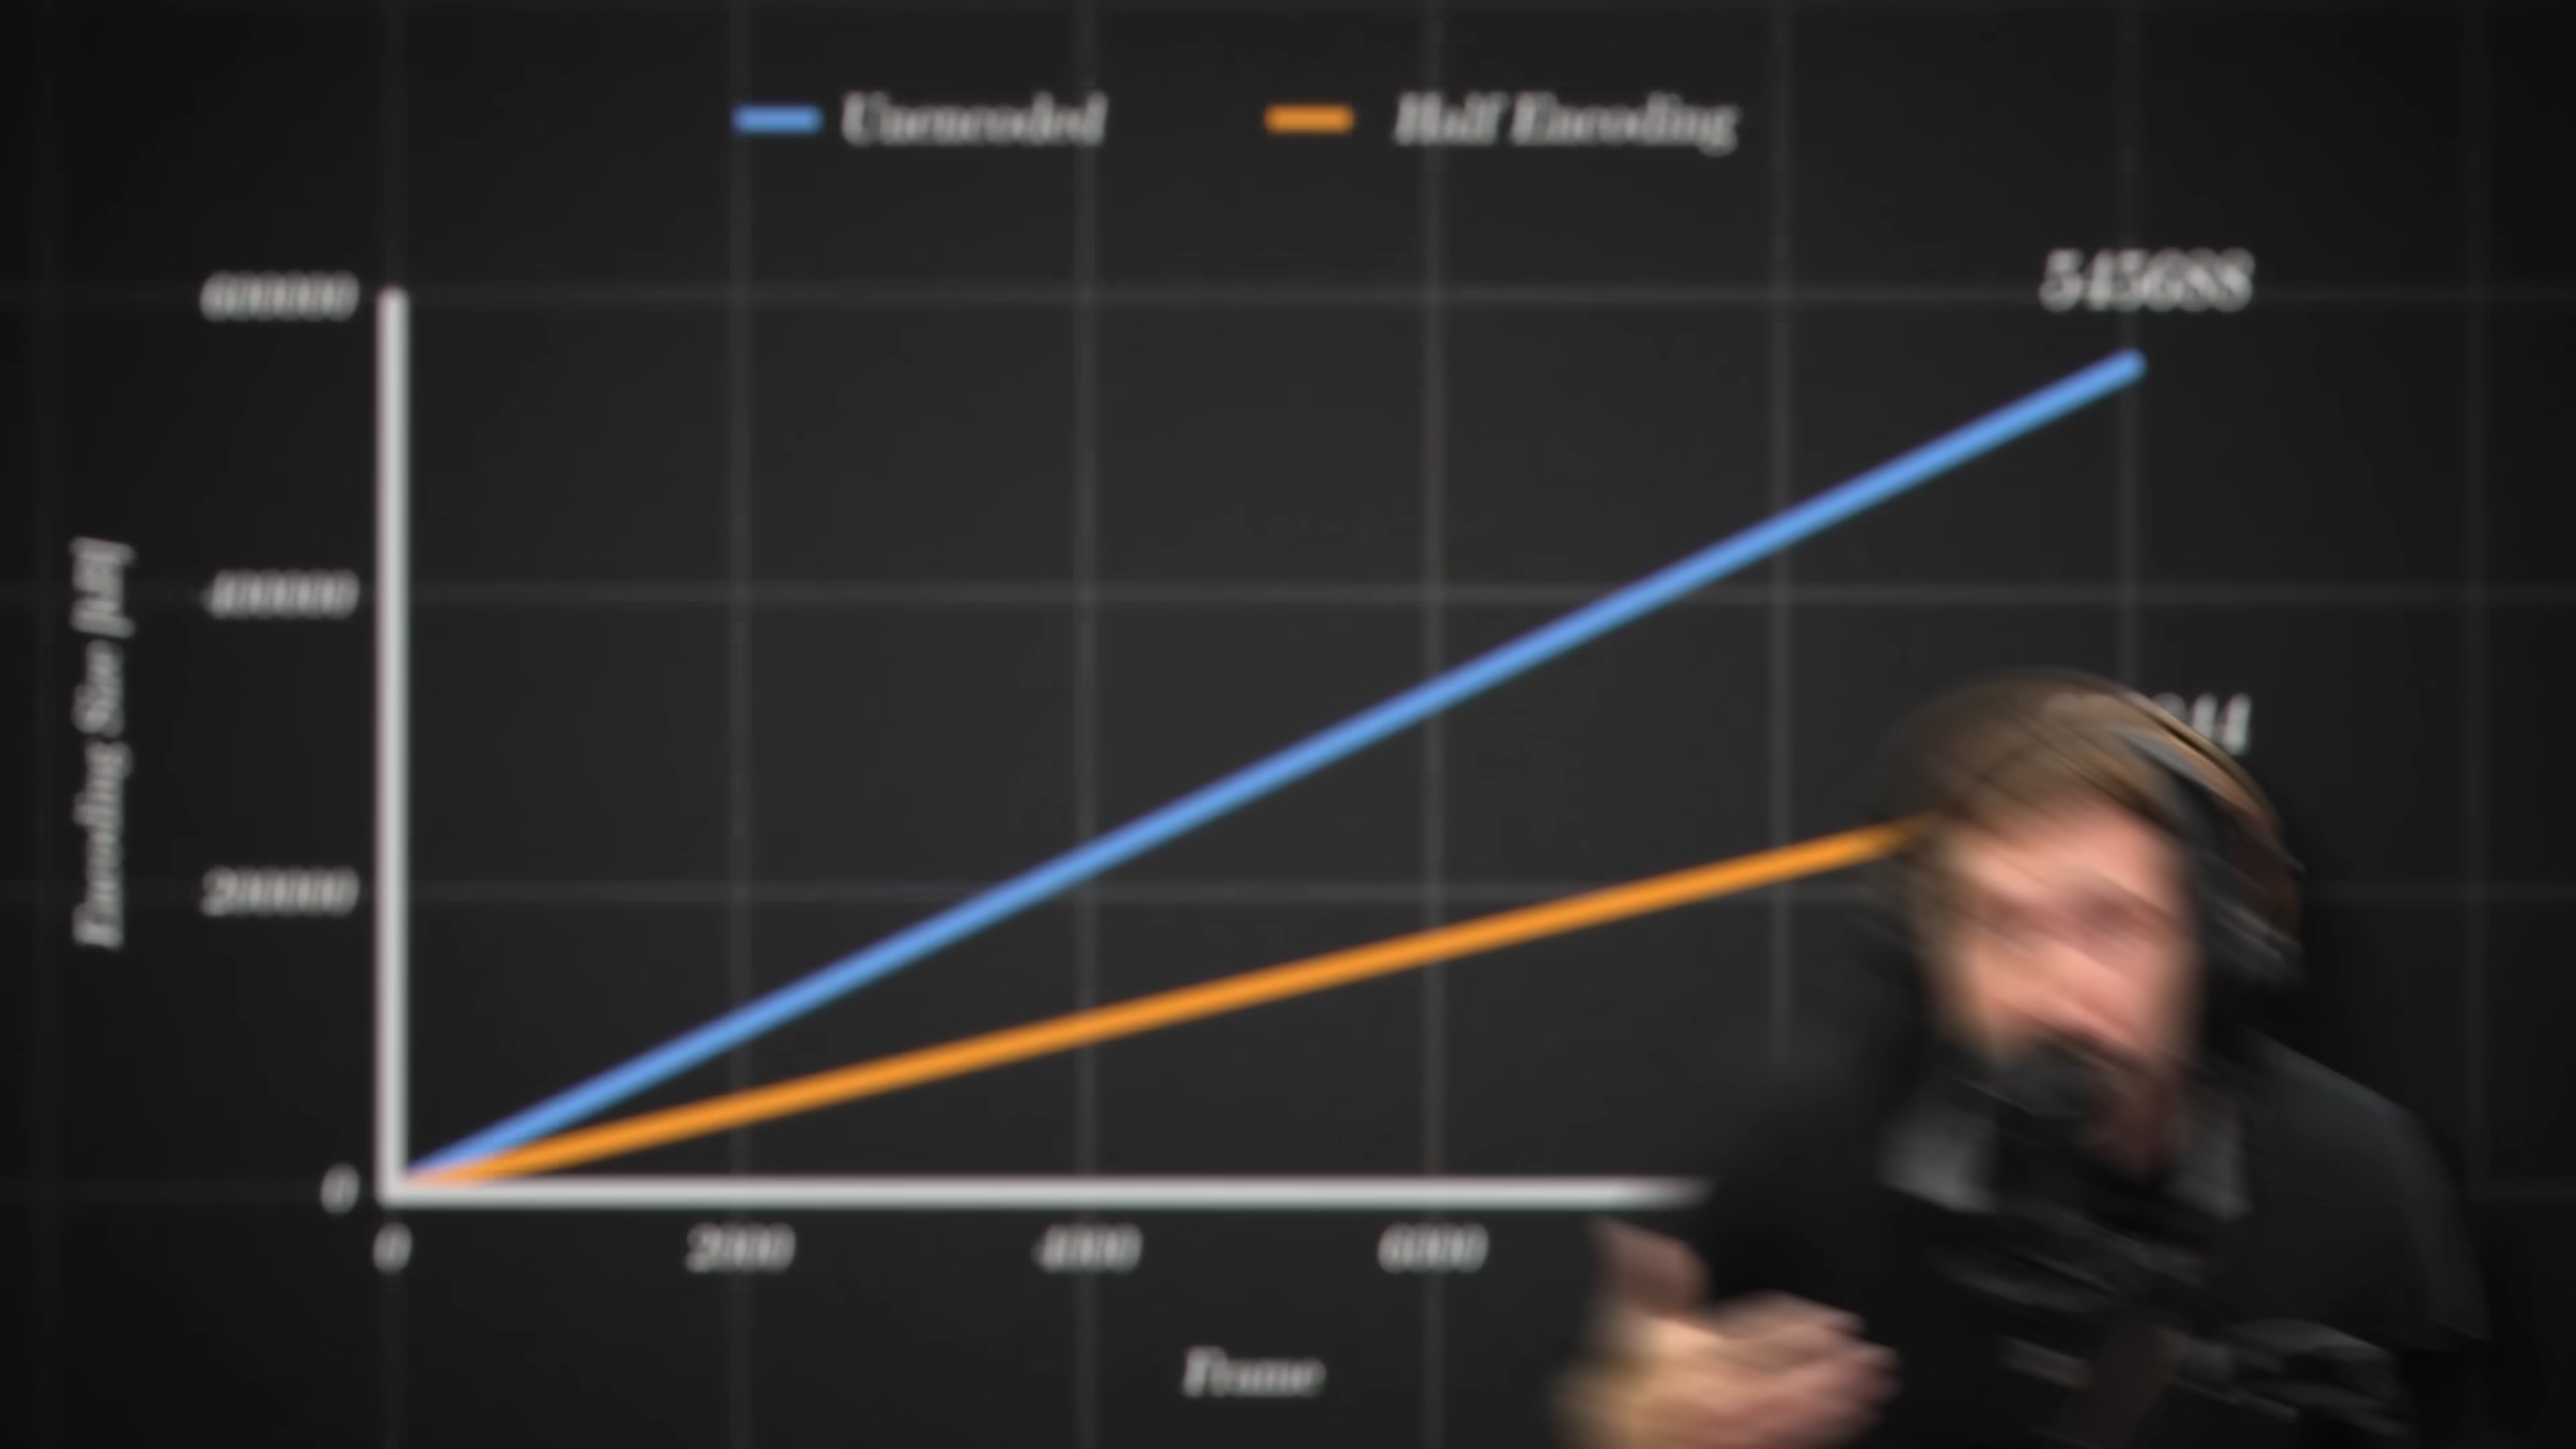 Unencoded
Half Encoding
545688
600000
400000
200000
0
Encoding Size [kB]
0
2000
4000
6000
Frame